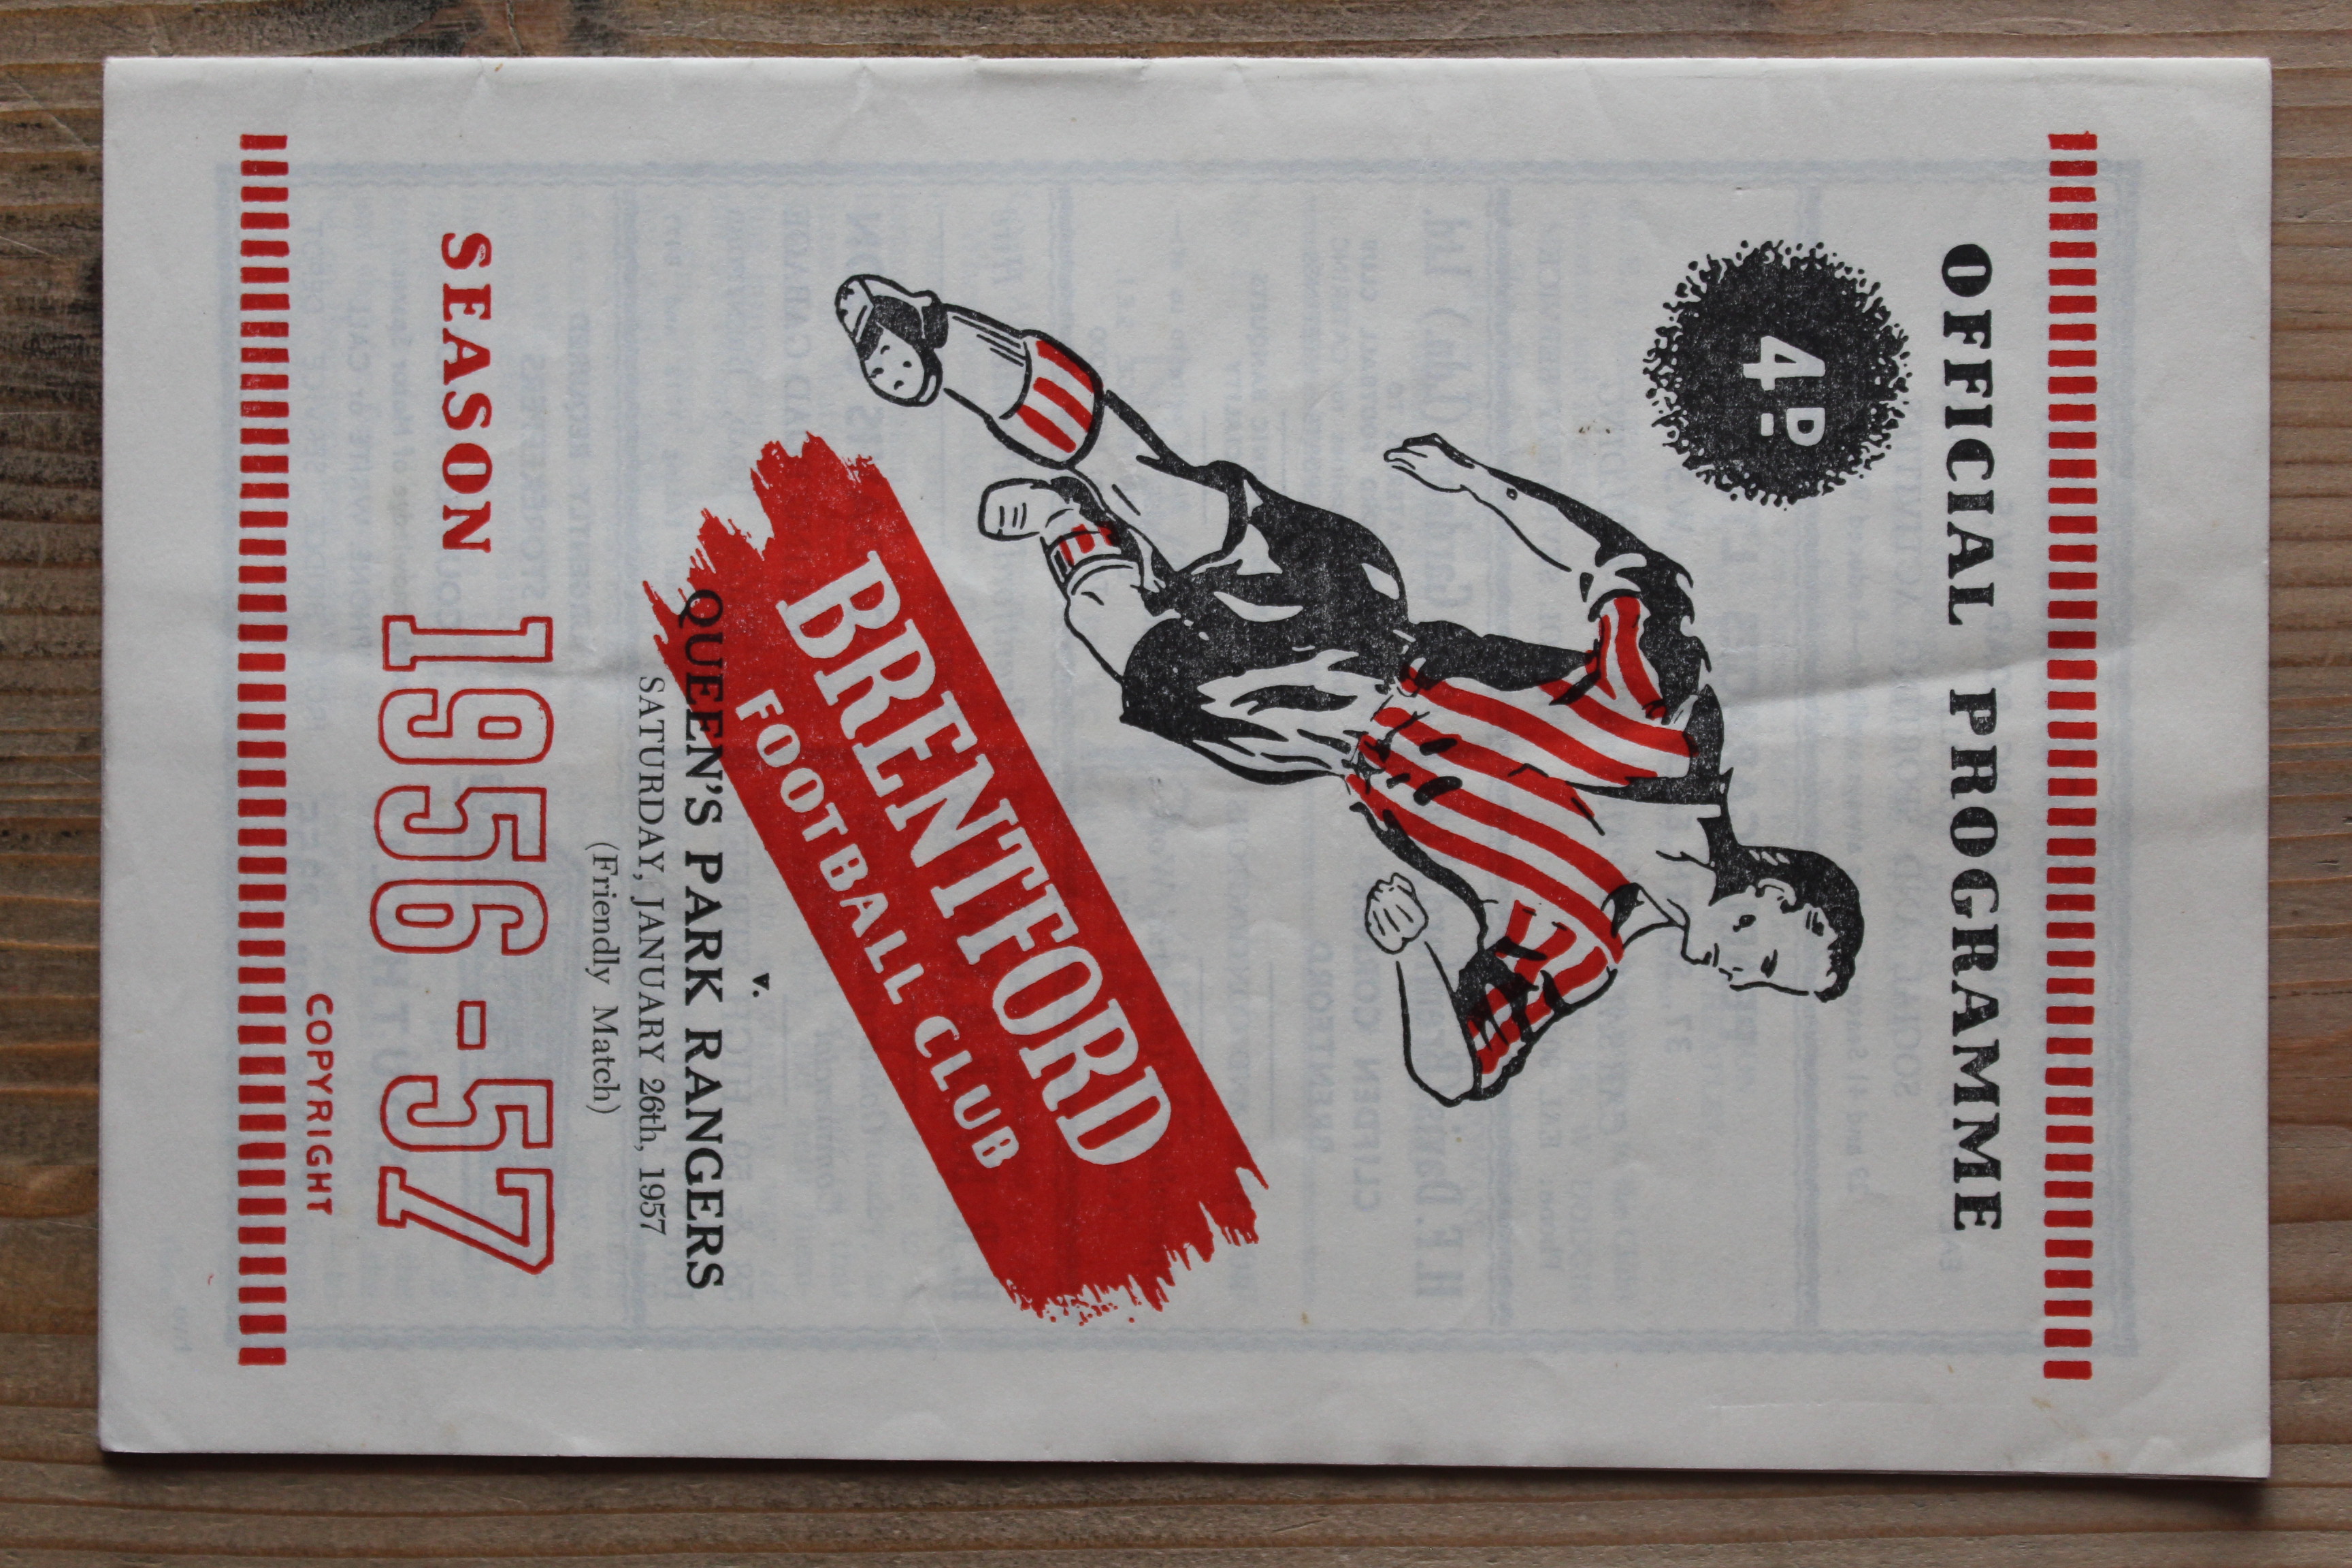 OFFICIAL PROGRAMME
4D
BRENTFORD
FOOTBALL CLUB
v.
QUEEN'S PARK RANGERS
SATURDAY, JANUARY 26th, 1957
(Friendly Match)
SEASON 1956-57
COPYRIGHT